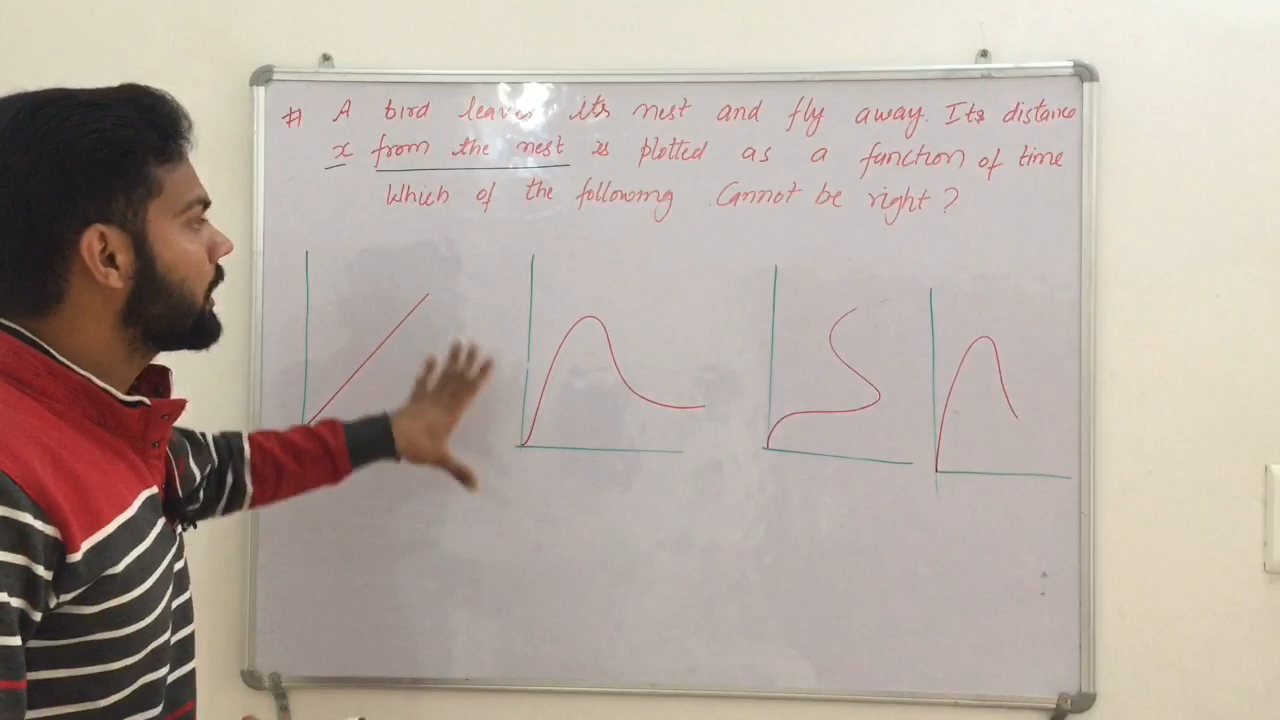 # A bird leaves its nest and fly away. Its distance
x from the nest is plotted as a function of time
Which of the following Cannot be right ?